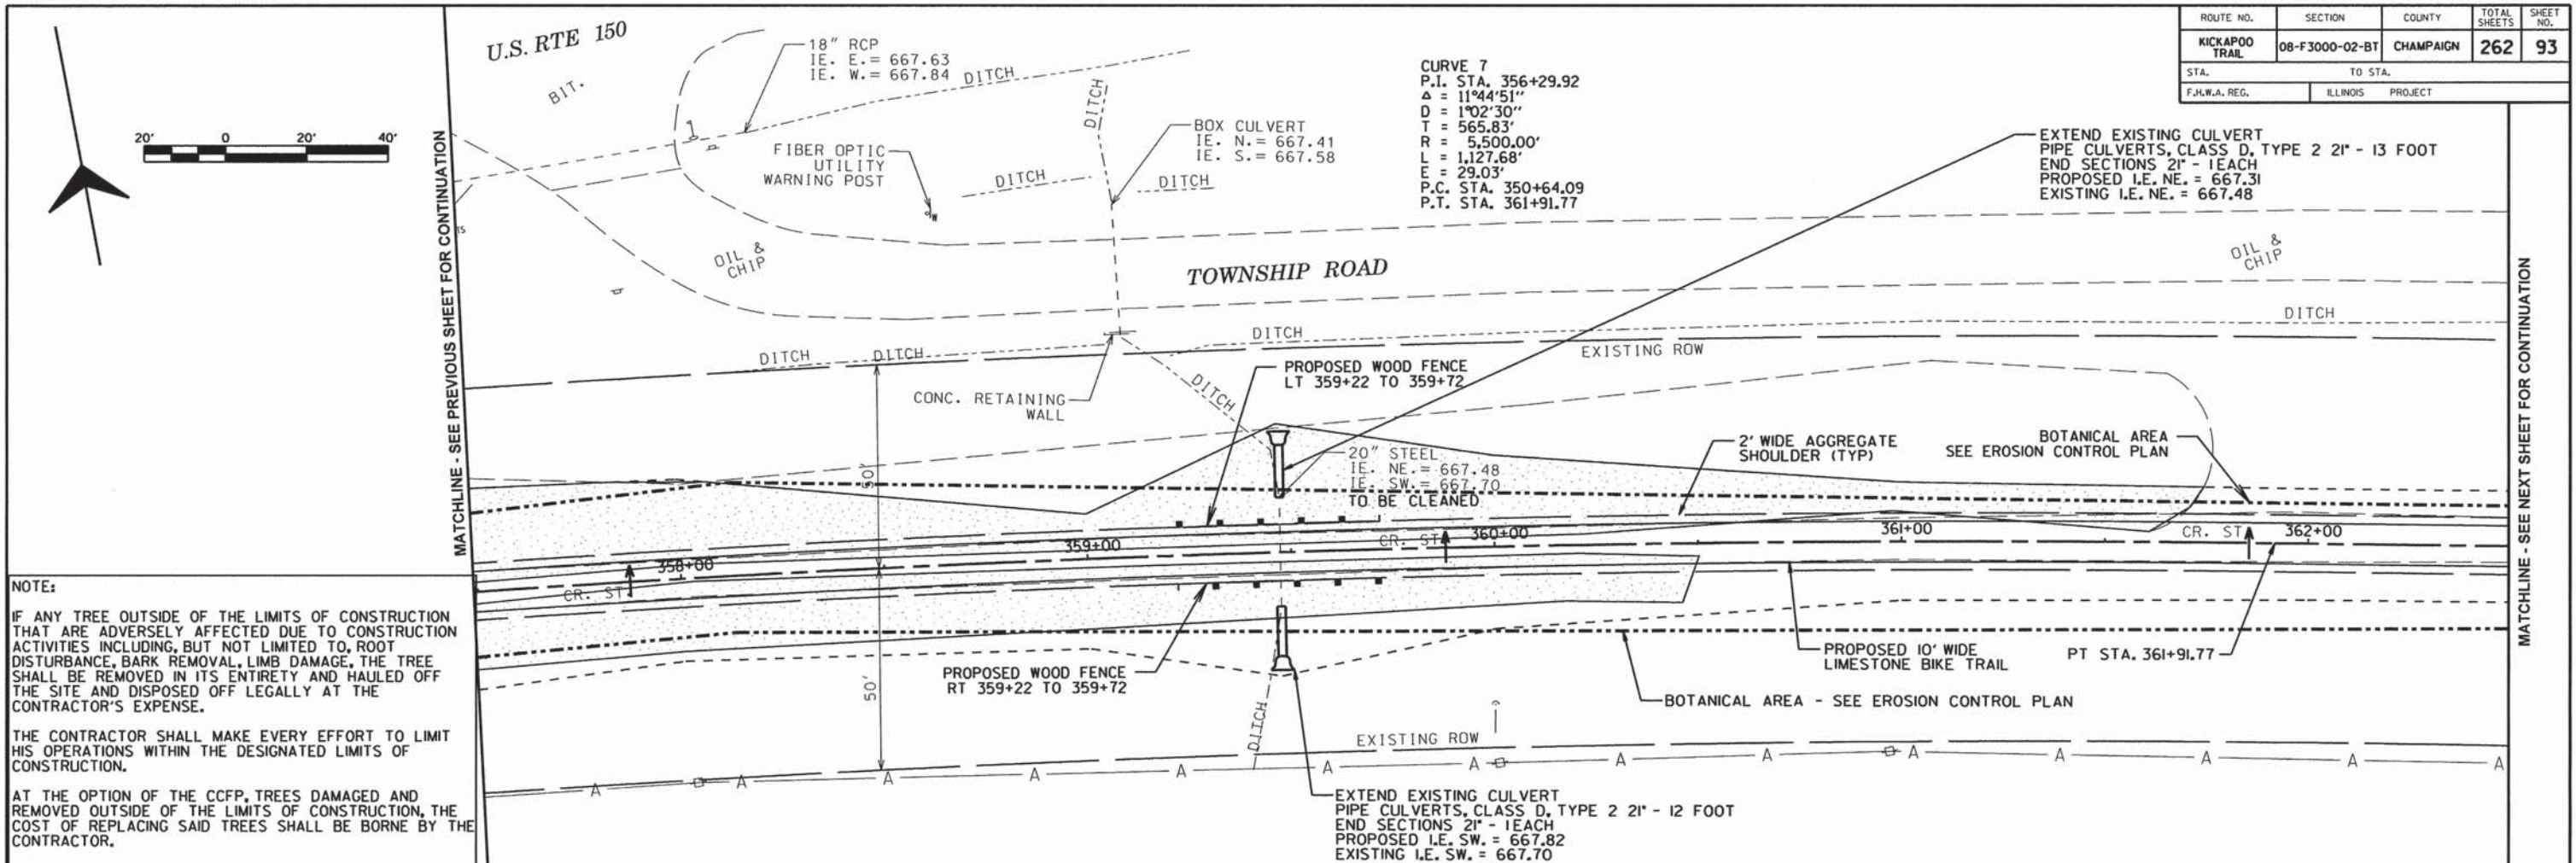 ROUTE NO. SECTION COUNTY TOTAL SHEETS SHEET NO.
KICKAPOO TRAIL 08-F3000-02-BT CHAMPAIGN 262 93
STA. TO STA.
F.H.W.A. REG. ILLINOIS PROJECT
U.S. RTE 150
BIT.
20' 0 20' 40'
18" RCP
IE. E.= 667.63
IE. W.= 667.84
DITCH
DITCH
FIBER OPTIC
UTILITY
WARNING POST
W
DITCH
BOX CULVERT
IE. N.= 667.41
IE. S.= 667.58
DITCH
CURVE 7
P.I. STA. 356+29.92
Δ = 11°44'51"
D = 1°02'30"
T = 565.83'
R = 5,500.00'
L = 1,127.68'
E = 29.03'
P.C. STA. 350+64.09
P.T. STA. 361+91.77
EXTEND EXISTING CULVERT
PIPE CULVERTS, CLASS D, TYPE 2 21" - 13 FOOT
END SECTIONS 21" - 1 EACH
PROPOSED I.E. NE. = 667.31
EXISTING I.E. NE. = 667.48
MATCHLINE - SEE PREVIOUS SHEET FOR CONTINUATION
TS
OIL &
CHIP
TOWNSHIP ROAD
OIL &
CHIP
MATCHLINE - SEE NEXT SHEET FOR CONTINUATION
DITCH
DITCH
DITCH
DITCH
EXISTING ROW
CONC. RETAINING
WALL
DITCH
PROPOSED WOOD FENCE
LT 359+22 TO 359+72
50'
20" STEEL
IE. NE.= 667.48
IE. SW.= 667.70
TO BE CLEANED
2' WIDE AGGREGATE
SHOULDER (TYP)
BOTANICAL AREA
SEE EROSION CONTROL PLAN
358+00
359+00
360+00
361+00
362+00
CR. ST
CR. ST
CR. ST
PROPOSED WOOD FENCE
RT 359+22 TO 359+72
50'
PROPOSED 10' WIDE
LIMESTONE BIKE TRAIL
PT STA. 361+91.77
BOTANICAL AREA - SEE EROSION CONTROL PLAN
DITCH
EXISTING ROW
A A A A A A A A A A A A A A
EXTEND EXISTING CULVERT
PIPE CULVERTS, CLASS D, TYPE 2 21" - 12 FOOT
END SECTIONS 21" - 1 EACH
PROPOSED I.E. SW. = 667.82
EXISTING I.E. SW. = 667.70
NOTE:
IF ANY TREE OUTSIDE OF THE LIMITS OF CONSTRUCTION
THAT ARE ADVERSELY AFFECTED DUE TO CONSTRUCTION
ACTIVITIES INCLUDING, BUT NOT LIMITED TO, ROOT
DISTURBANCE, BARK REMOVAL, LIMB DAMAGE, THE TREE
SHALL BE REMOVED IN ITS ENTIRETY AND HAULED OFF
THE SITE AND DISPOSED OFF LEGALLY AT THE
CONTRACTOR'S EXPENSE.
THE CONTRACTOR SHALL MAKE EVERY EFFORT TO LIMIT
HIS OPERATIONS WITHIN THE DESIGNATED LIMITS OF
CONSTRUCTION.
AT THE OPTION OF THE CCFP, TREES DAMAGED AND
REMOVED OUTSIDE OF THE LIMITS OF CONSTRUCTION, THE
COST OF REPLACING SAID TREES SHALL BE BORNE BY THE
CONTRACTOR.